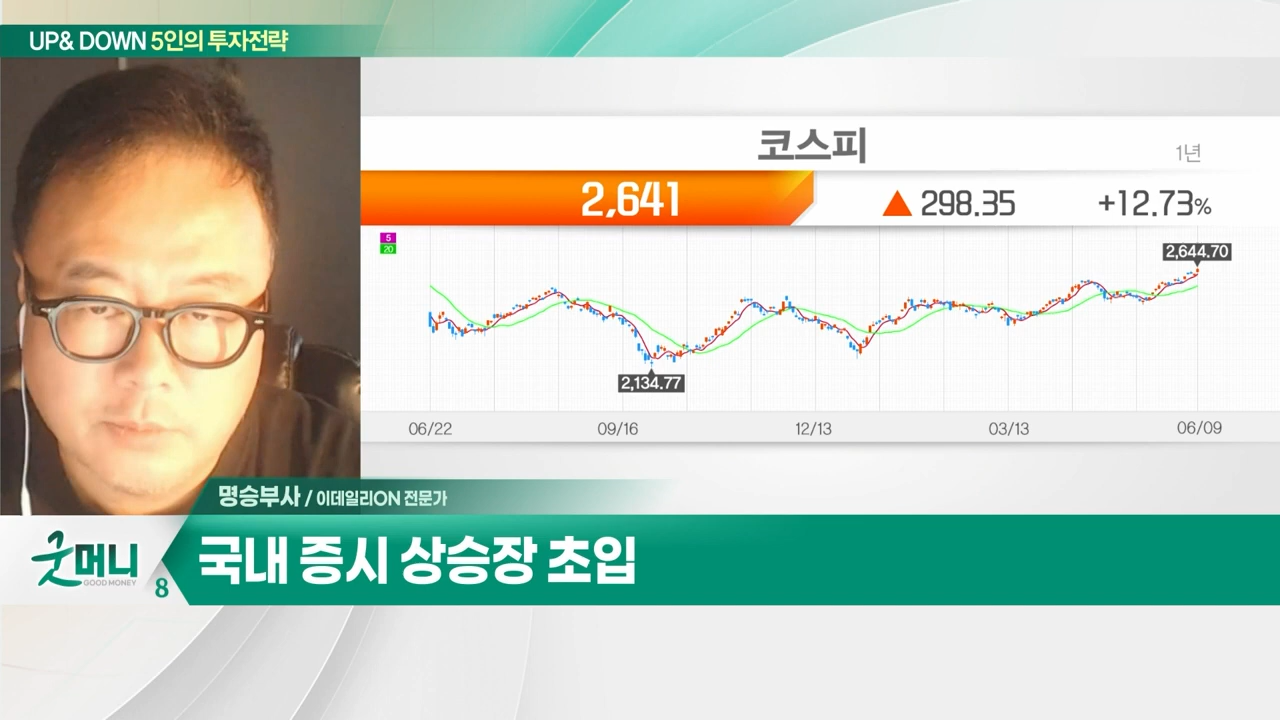 UP& DOWN 5인의 투자전략
코스피
1년
2,641 ▲ 298.35 +12.73%
5
20
2,644.70
2,134.77
06/22 09/16 12/13 03/13 06/09
명승부사 / 이데일리ON 전문가
굿머니
GOOD MONEY
8
국내 증시 상승장 초입